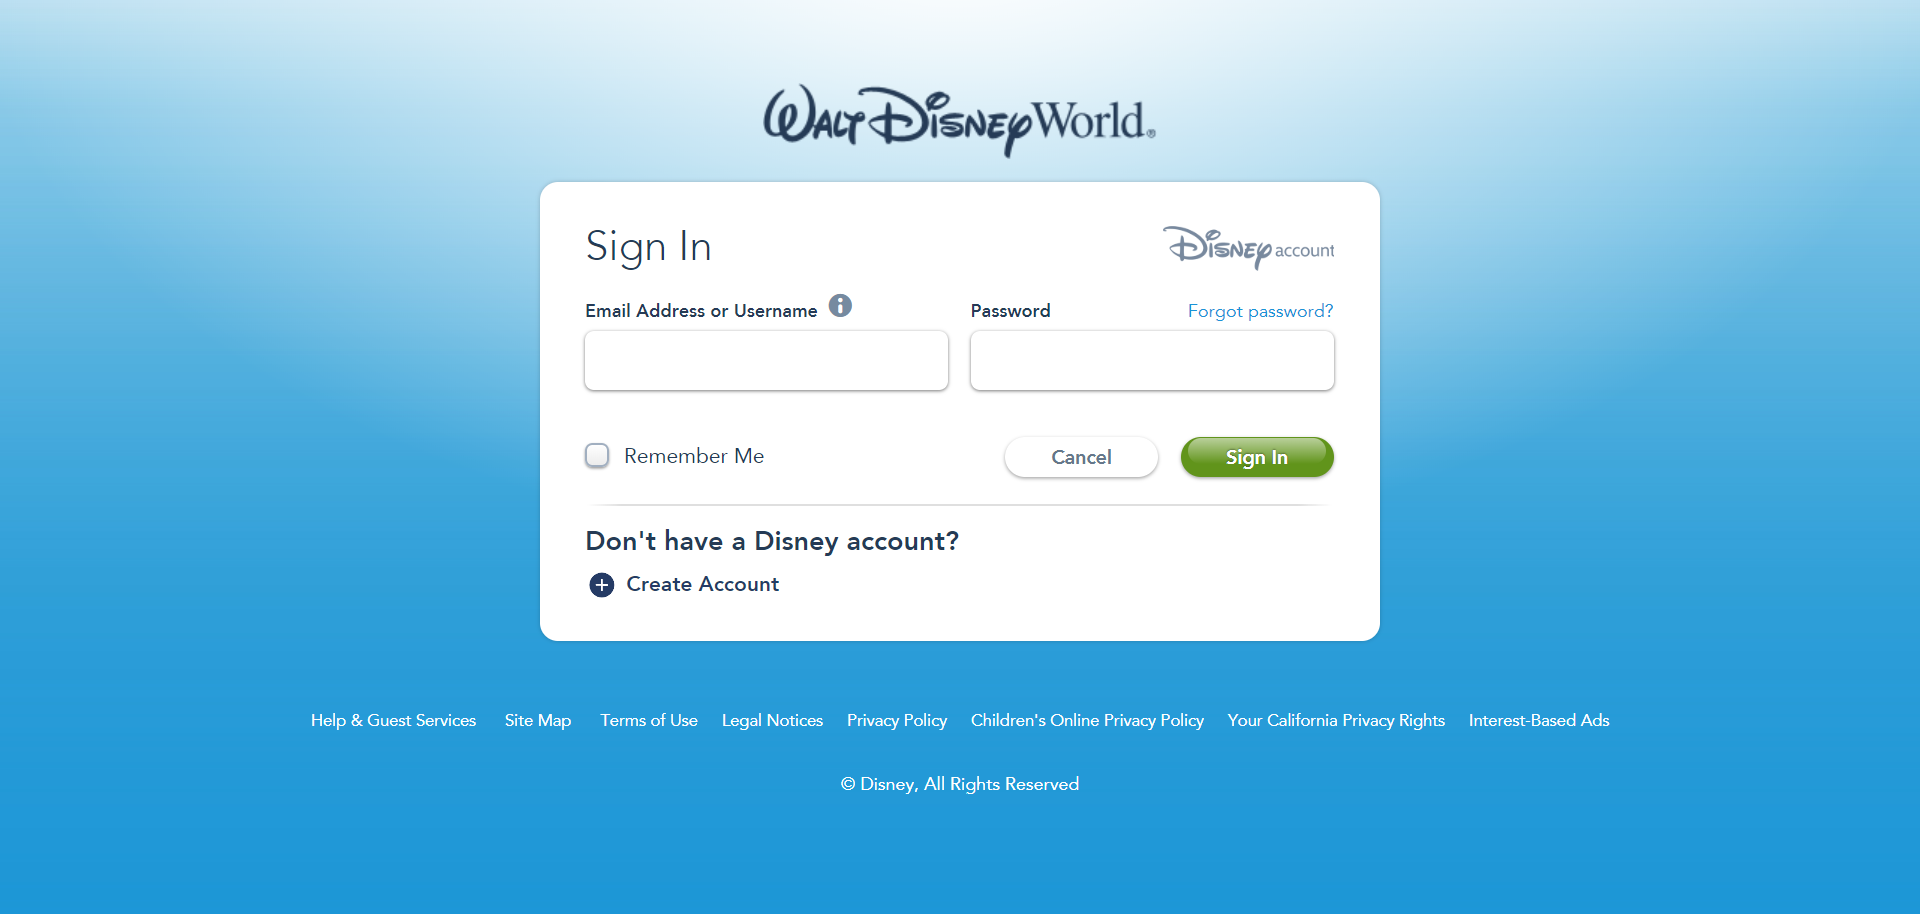 Walt Disney World®
Sign In
Disney account
Email Address or Username
Password
Forgot password?
Remember Me
Cancel
Sign In
Don't have a Disney account?
Create Account
Help & Guest Services Site Map Terms of Use Legal Notices Privacy Policy Children's Online Privacy Policy Your California Privacy Rights Interest-Based Ads
© Disney, All Rights Reserved